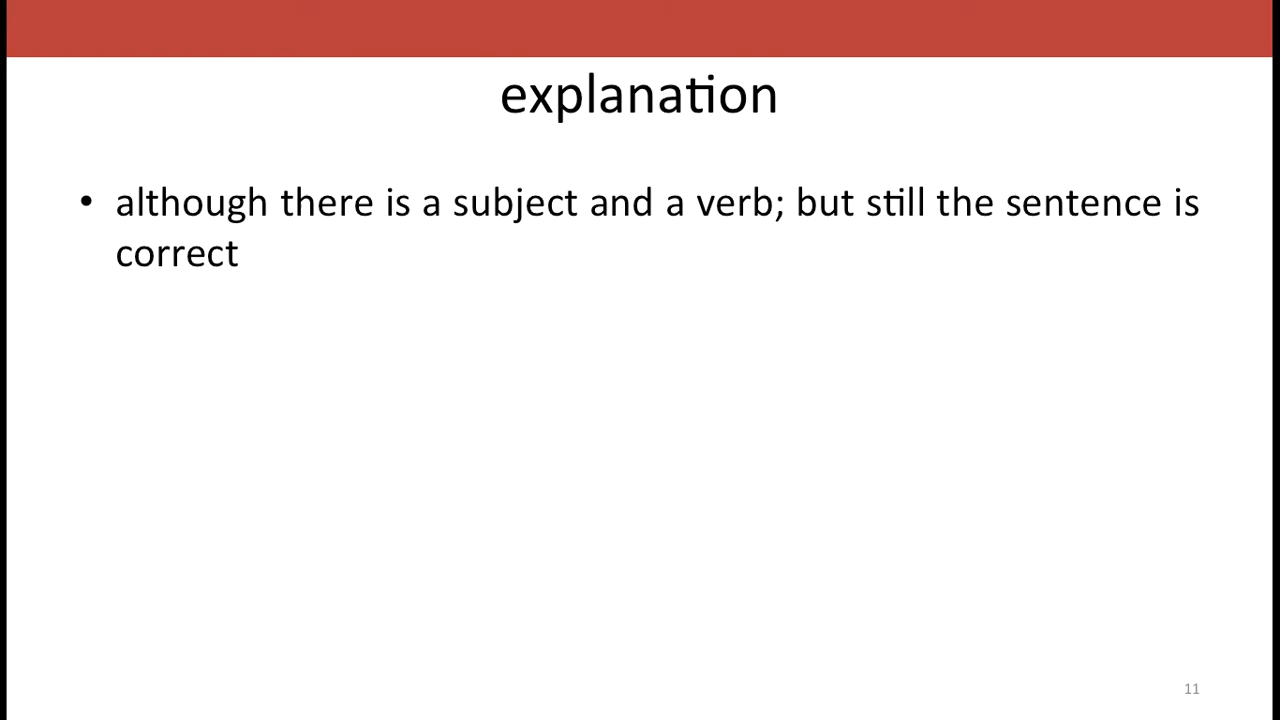 explanation
• although there is a subject and a verb; but still the sentence is
correct
11